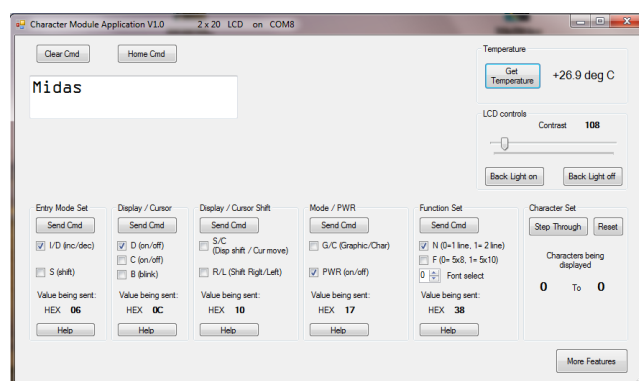 Character Module Application V1.0 2 x 20 LCD on COM8
Clear Cmd Home Cmd
Midas
Temperature
Get Temperature +26.9 deg C
LCD controls
Contrast 108
Back Light on Back Light off
Entry Mode Set
Send Cmd
I/D (inc/dec)
S (shift)
Value being sent:
HEX 06
Help
Display / Cursor
Send Cmd
D (on/off)
C (on/off)
B (blink)
Value being sent:
HEX 0C
Help
Display / Cursor Shift
Send Cmd
S/C
(Disp shift / Cur move)
R/L (Shift Riglt/Left)
Value being sent:
HEX 10
Help
Mode / PWR
Send Cmd
G/C (Graphic/Char)
PWR (on/off)
Value being sent:
HEX 17
Help
Function Set
Send Cmd
N (0=1 line, 1= 2 line)
F (0= 5x8, 1= 5x10)
0 Font select
Value being sent:
HEX 38
Help
Character Set
Step Through Reset
Characters being
displayed
0 To 0
More Features